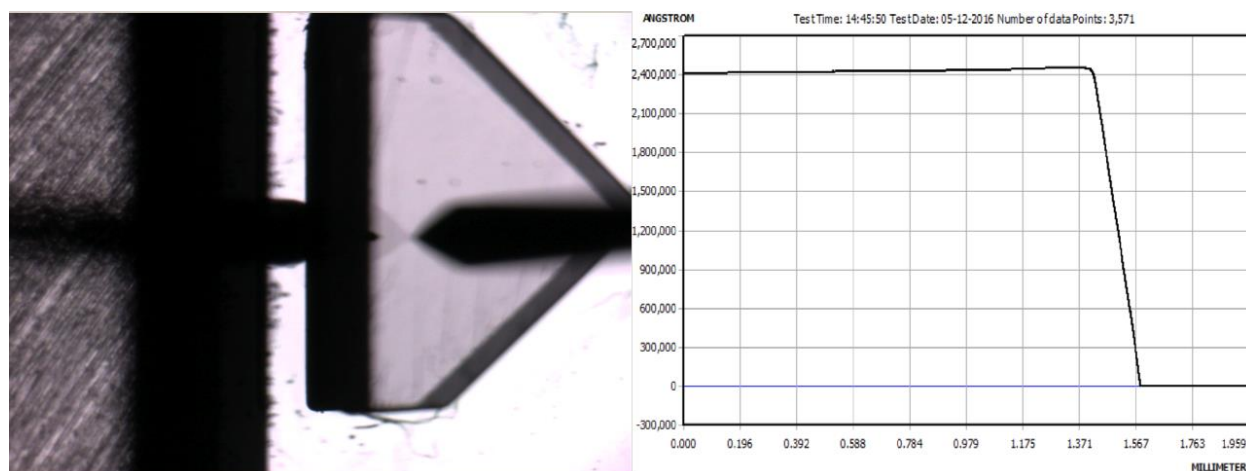 ANGSTROM
Test Time: 14:45:50 Test Date: 05-12-2016 Number of data Points: 3,571
2,700,000
2,400,000
2,100,000
1,800,000
1,500,000
1,200,000
900,000
600,000
300,000
0
-300,000
0.000 0.196 0.392 0.588 0.784 0.979 1.175 1.371 1.567 1.763 1.959
MILLIMETER